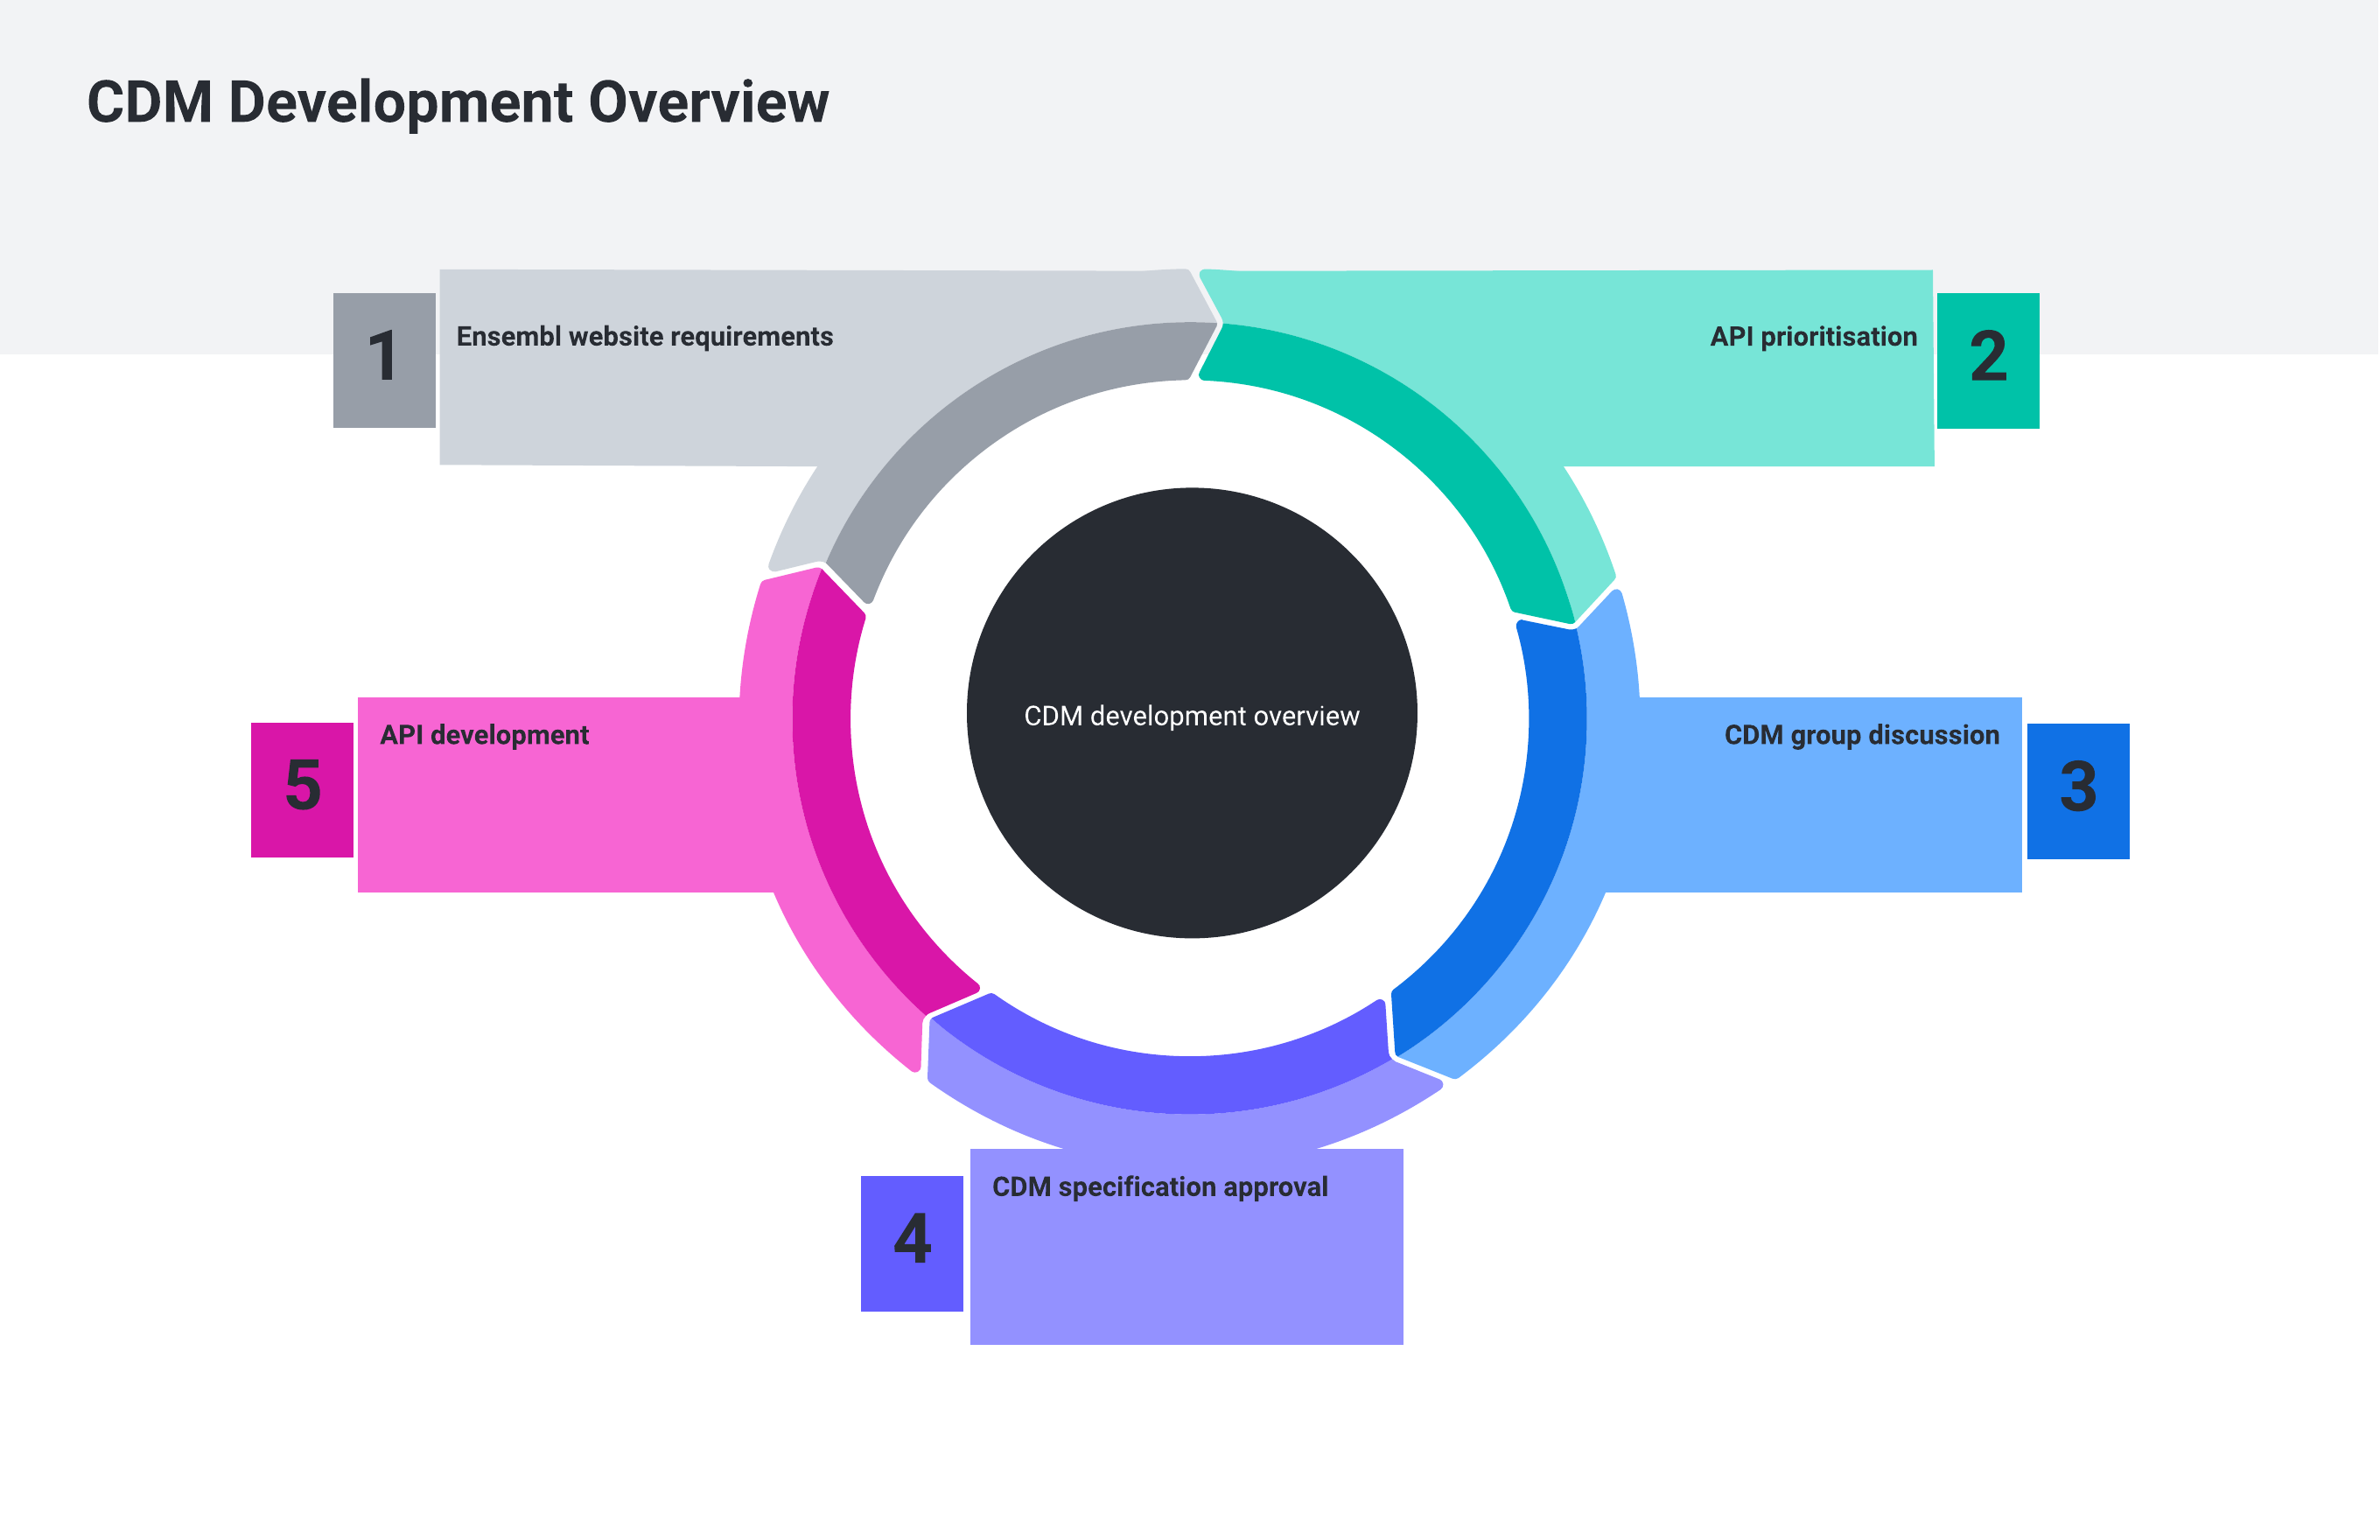 CDM Development Overview
1
Ensembl website requirements
API prioritisation
2
5
API development
CDM development overview
CDM group discussion
3
4
CDM specification approval